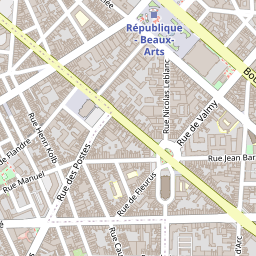 République
- Beaux-
Arts
Rue Nicolas Leblanc
Rue de Valmy
Rue Henri Kolb
de Flandre
Rue Jean Bar
Rue Manuel
Rue des Postes
Rue de Fleurus
d'Arc